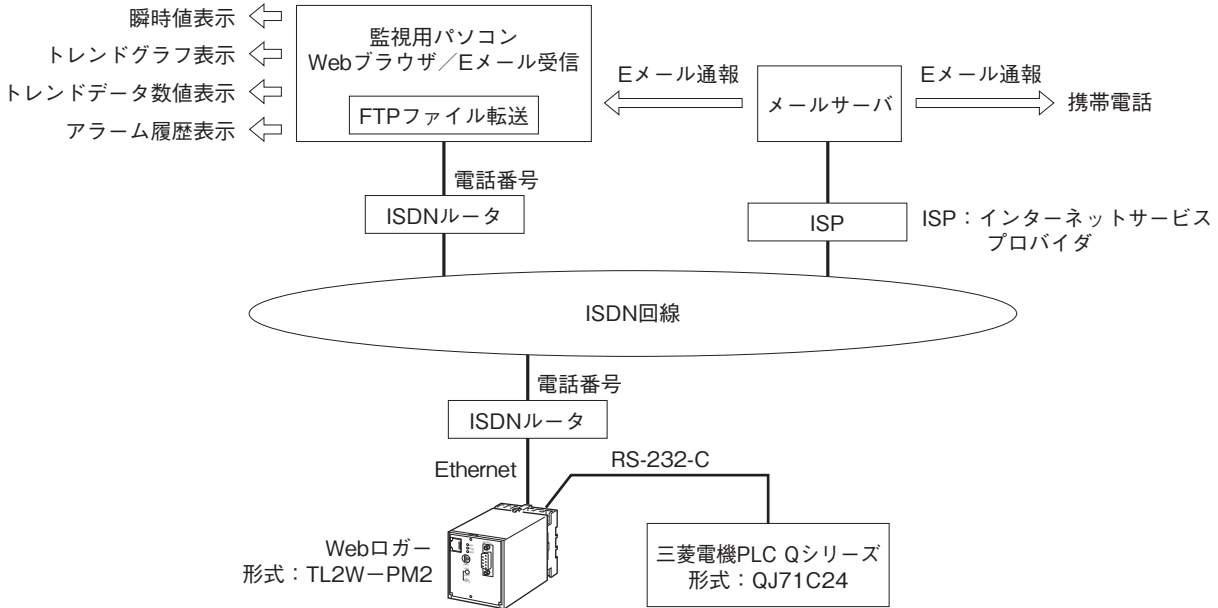 瞬時値表示
トレンドグラフ表示
トレンドデータ数値表示
アラーム履歴表示
監視用パソコン
Webブラウザ／Eメール受信
FTPファイル転送
Eメール通報
メールサーバ
Eメール通報
携帯電話
電話番号
ISDNルータ
ISP
ISP：インターネットサービス
プロバイダ
ISDN回線
電話番号
ISDNルータ
Ethernet
RS-232-C
Webロガー
形式：TL2W－PM2
三菱電機PLC Qシリーズ
形式：QJ71C24